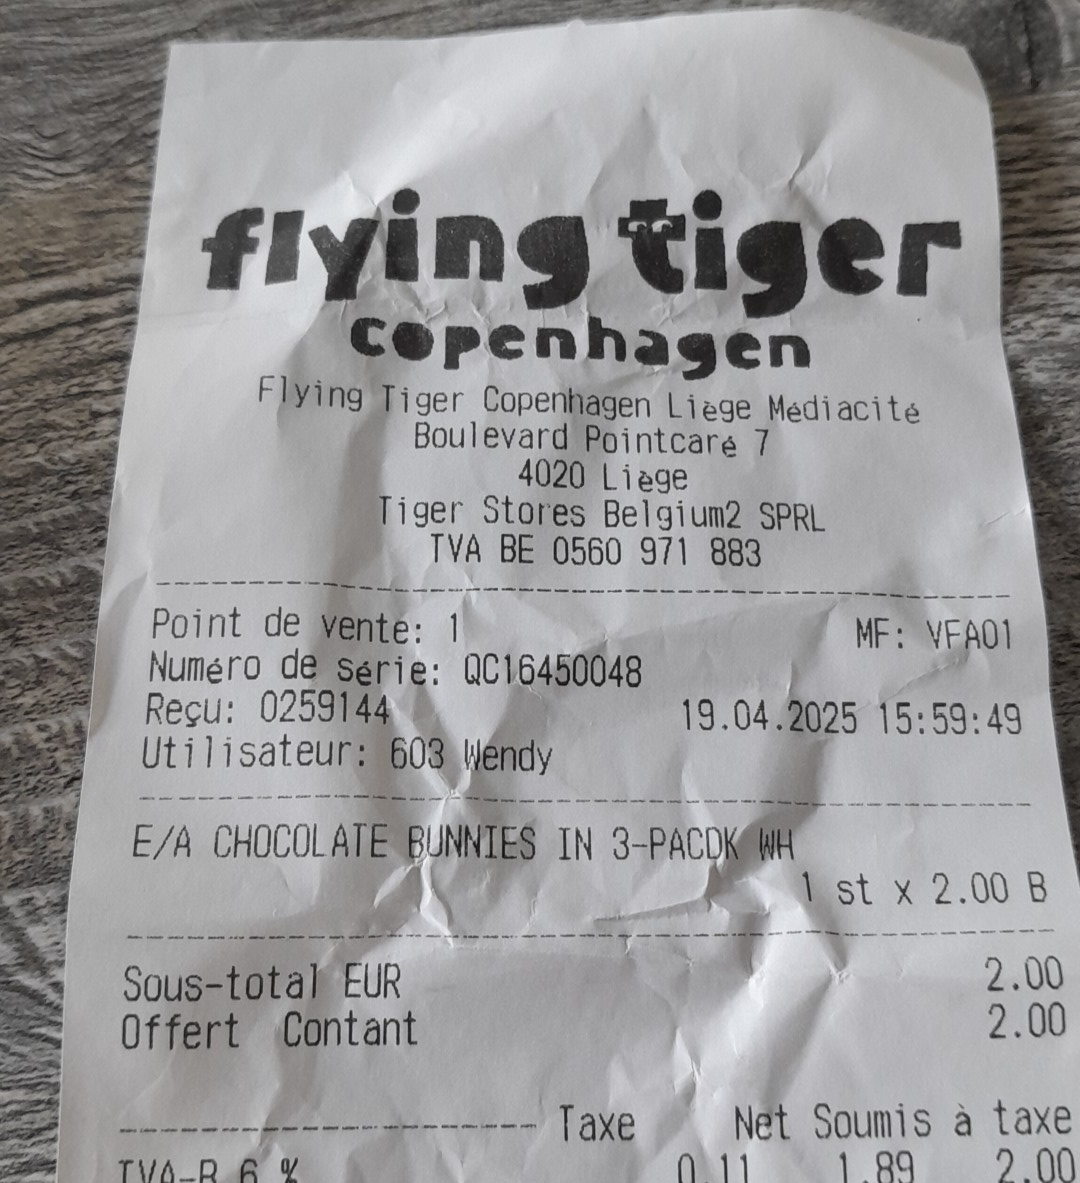 flying tiger
copenhagen
Flying Tiger Copenhagen Liège Médiacité
Boulevard Pointcaré 7
4020 Liège
Tiger Stores Belgium2 SPRL
TVA BE 0560 971 883
Point de vente: 1 MF: VFA01
Numéro de série: QC16450048
Reçu: 0259144 19.04.2025 15:59:49
Utilisateur: 603 Wendy
E/A CHOCOLATE BUNNIES IN 3-PACDK WH
1 st x 2.00 B
Sous-total EUR 2.00
Offert Contant 2.00
Taxe Net Soumis à taxe
TVA-B 6 % 0.11 1.89 2.00